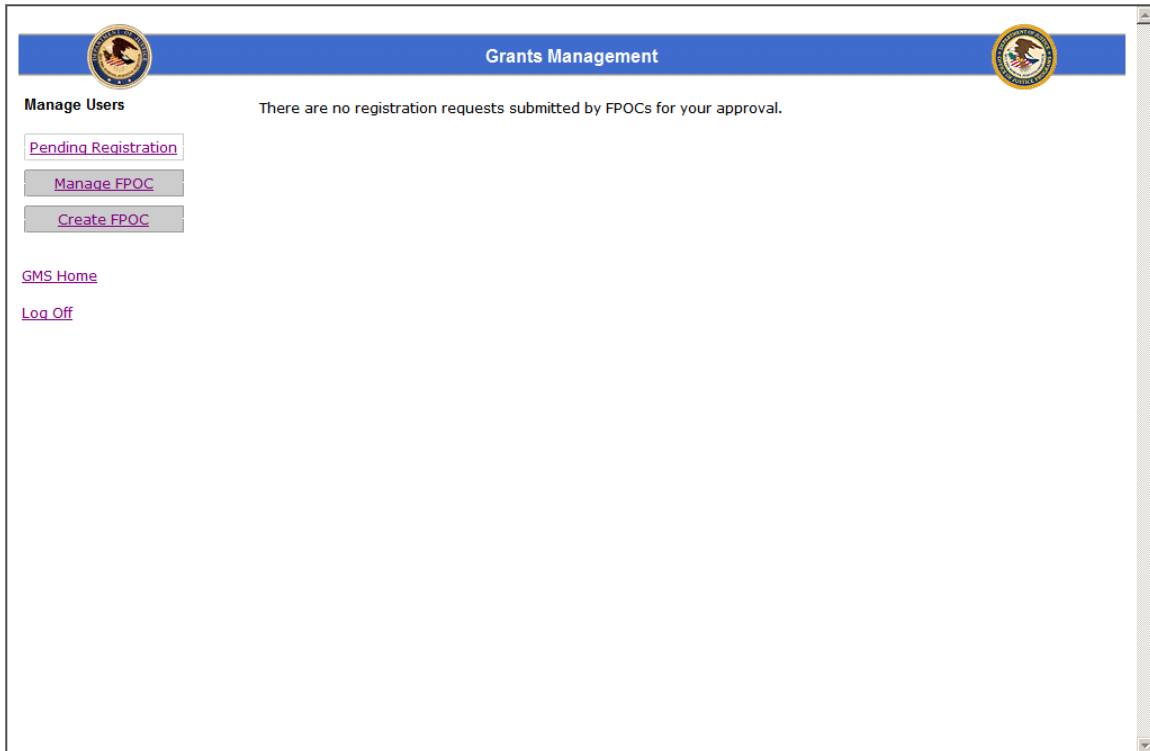 Grants Management
Manage Users
There are no registration requests submitted by FPOCs for your approval.
Pending Registration
Manage FPOC
Create FPOC
GMS Home
Log Off